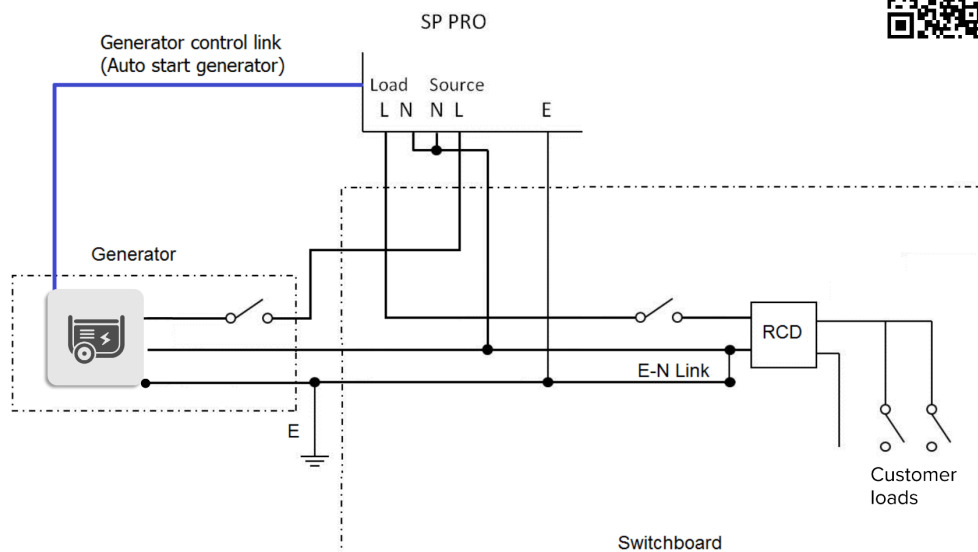 SP PRO
Generator control link
(Auto start generator)
Load Source
L N N L E
Generator
RCD
E-N Link
E
Customer
loads
Switchboard